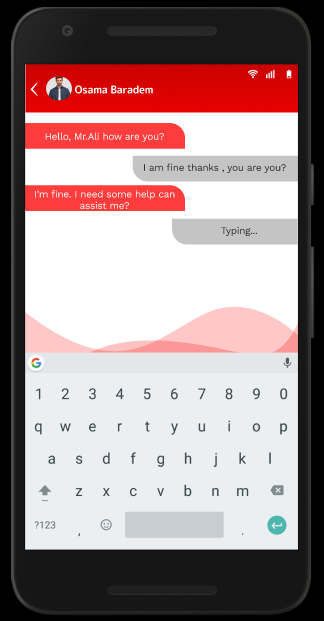 Osama Baradem
Hello, Mr.Ali how are you?
I am fine thanks , you are you?
I'm fine. I need some help can
assist me?
Typing...
G
1 2 3 4 5 6 7 8 9 0
q w e r t y u i o p
a s d f g h j k l
z x c v b n m
?123 , .